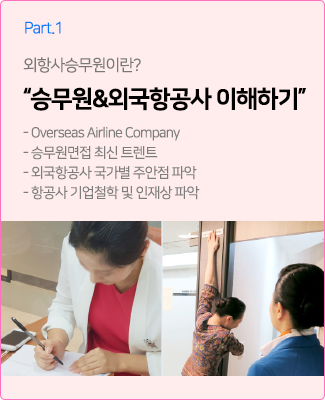 Part.1
외항사승무원이란?
“승무원&외국항공사 이해하기”
- Overseas Airline Company
- 승무원면접 최신 트렌트
- 외국항공사 국가별 주안점 파악
- 항공사 기업철학 및 인재상 파악